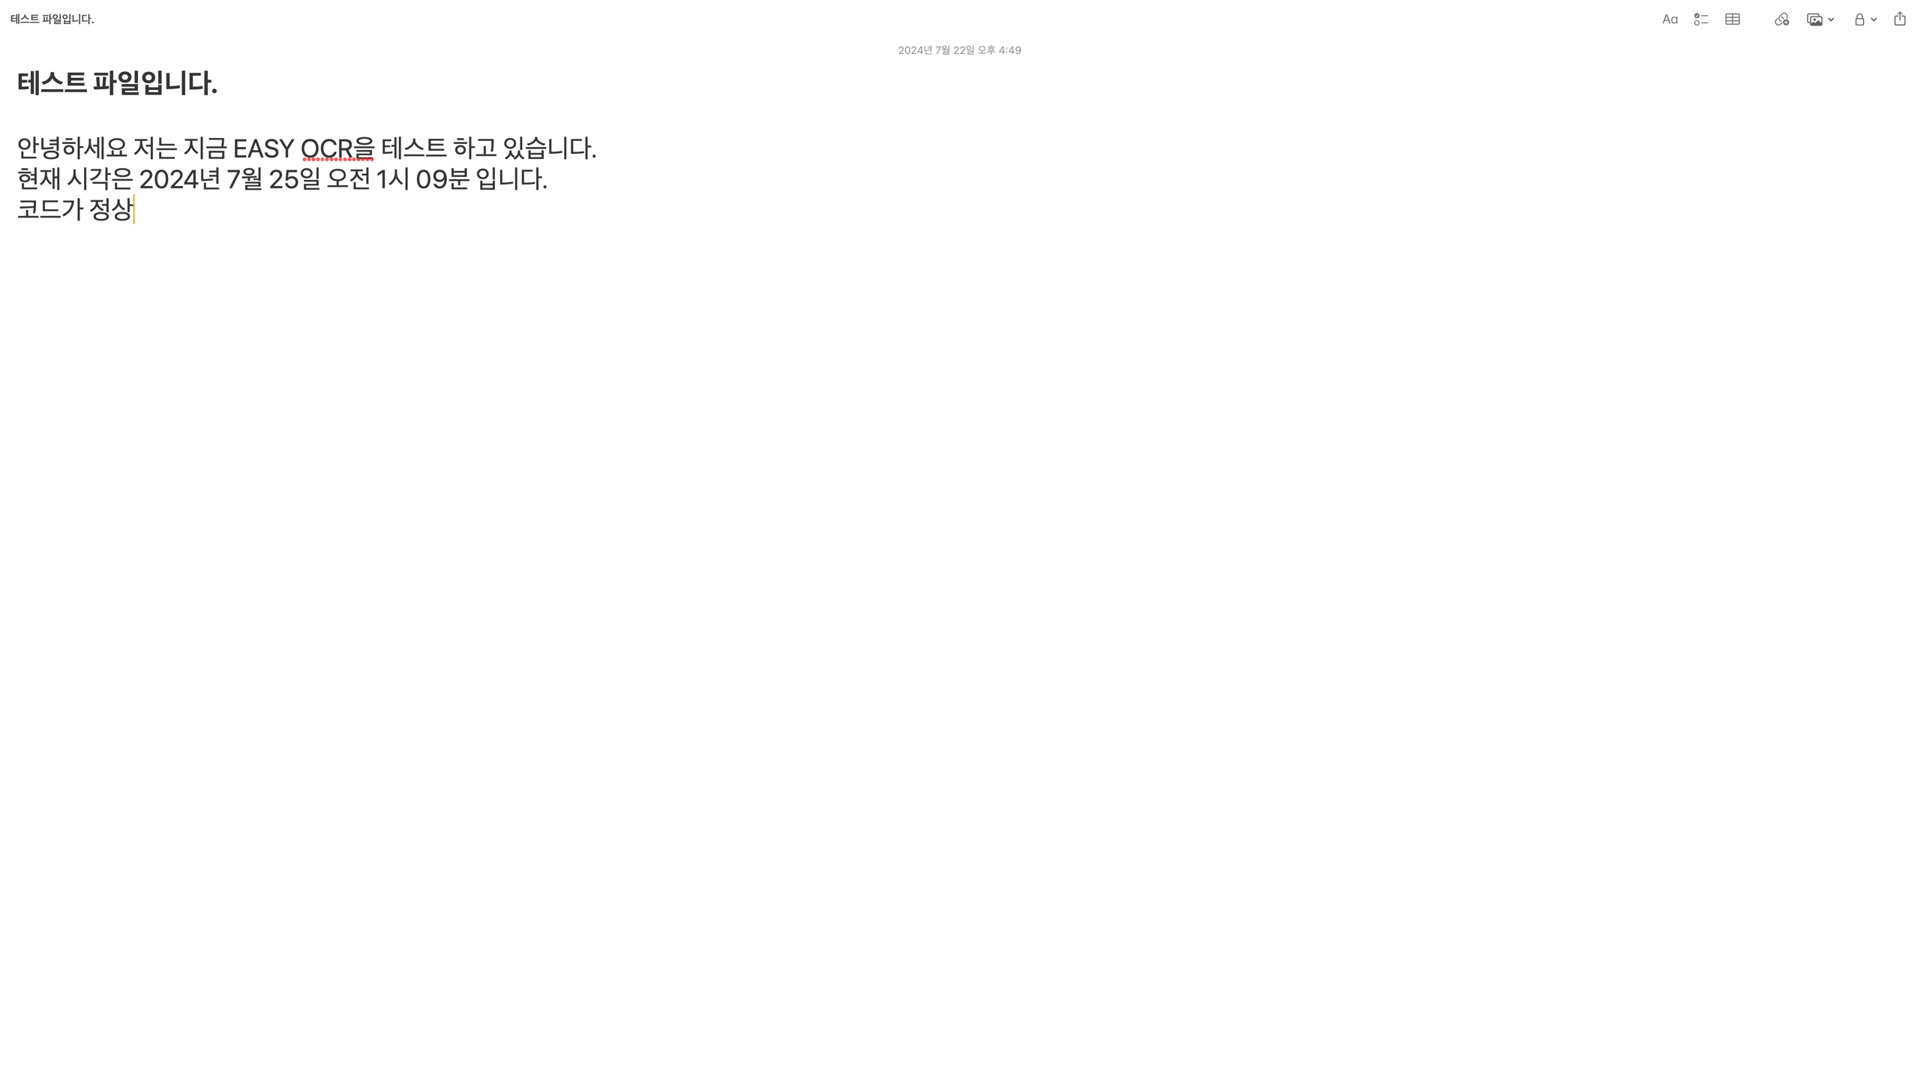 테스트 파일입니다.
Aa
2024년 7월 22일 오후 4:49
테스트 파일입니다.
안녕하세요 저는 지금 EASY OCR을 테스트 하고 있습니다.
현재 시각은 2024년 7월 25일 오전 1시 09분 입니다.
코드가 정상